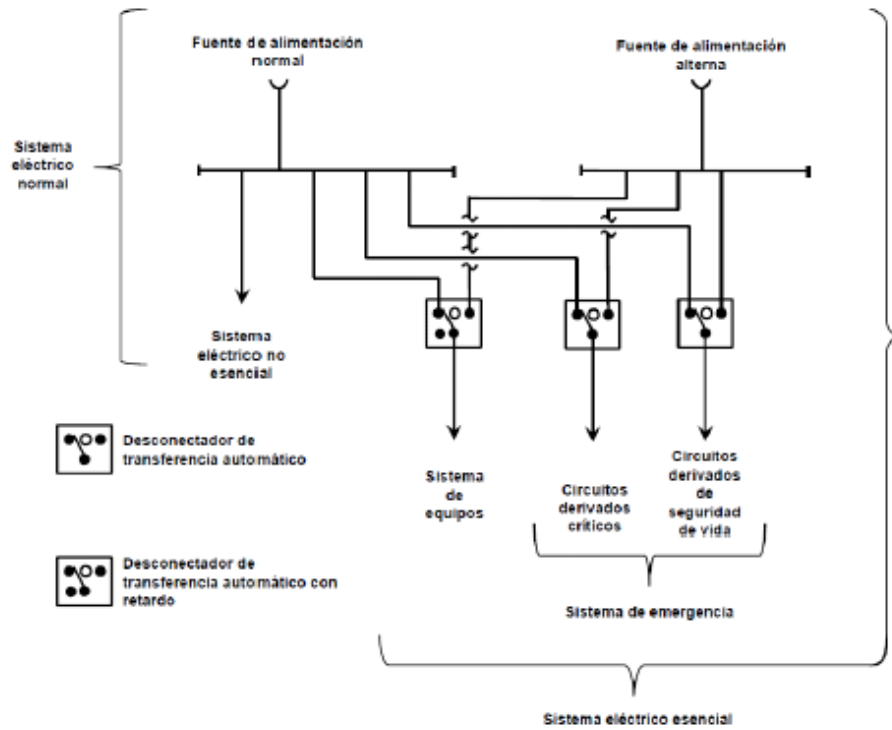 Fuente de alimentación
normal
Fuente de alimentación
alterna
Sistema
eléctrico
normal
Sistema
eléctrico no
esencial
Desconectador de
transferencia automático
Sistema
de
equipos
Circuitos
derivados
críticos
Circuitos
derivados
de
seguridad
de vida
Desconectador de
transferencia automático con
retardo
Sistema de emergencia
Sistema eléctrico esencial